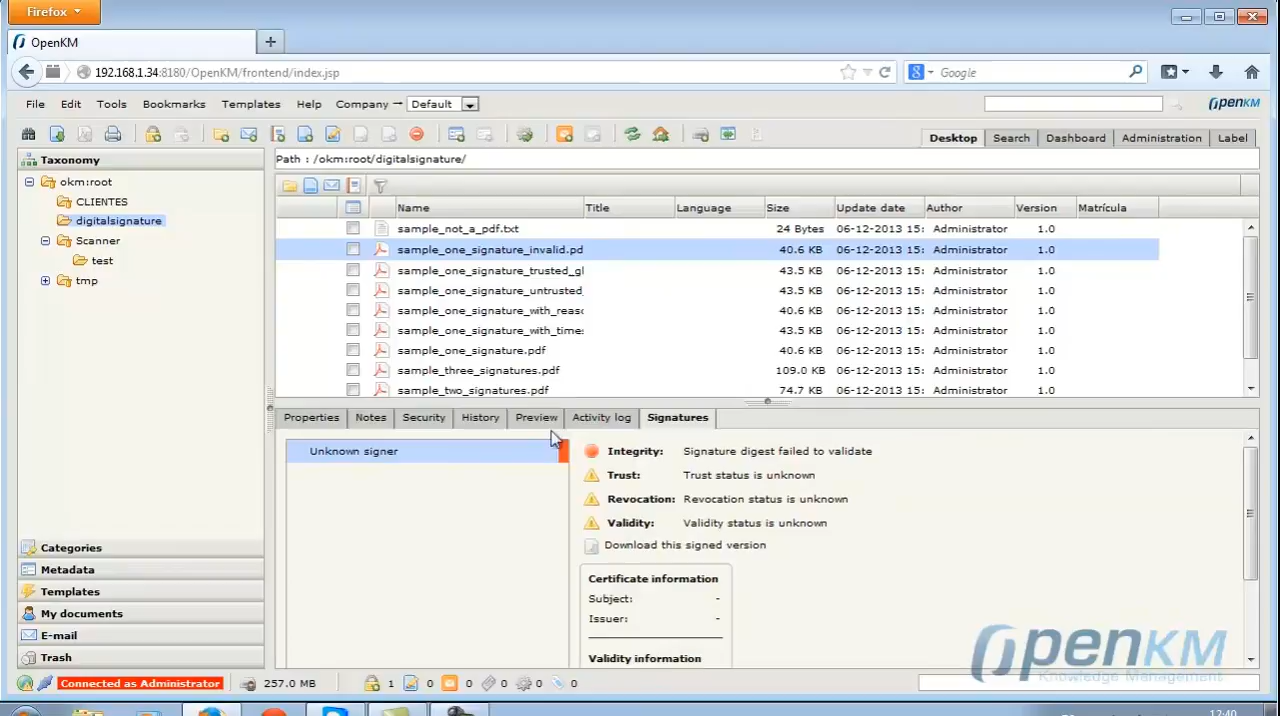 Firefox
OpenKM
192.168.1.34:8180/OpenKM/frontend/index.jsp
Google
File Edit Tools Bookmarks Templates Help Company Default
OpenKM
Desktop Search Dashboard Administration Label
Taxonomy
Path : /okm:root/digitalsignature/
okm:root
CLIENTES
digitalsignature
Scanner
test
tmp
Name Title Language Size Update date Author Version Matrícula
sample_not_a_pdf.txt 24 Bytes 06-12-2013 15: Administrator 1.0
sample_one_signature_invalid.pd 40.6 KB 06-12-2013 15: Administrator 1.0
sample_one_signature_trusted_gl 43.5 KB 06-12-2013 15: Administrator 1.0
sample_one_signature_untrusted_ 43.5 KB 06-12-2013 15: Administrator 1.0
sample_one_signature_with_reaso 40.6 KB 06-12-2013 15: Administrator 1.0
sample_one_signature_with_times 43.5 KB 06-12-2013 15: Administrator 1.0
sample_one_signature.pdf 40.6 KB 06-12-2013 15: Administrator 1.0
sample_three_signatures.pdf 109.0 KB 06-12-2013 15: Administrator 1.0
sample_two_signatures.pdf 74.7 KB 06-12-2013 15: Administrator 1.0
Properties Notes Security History Preview Activity log Signatures
Unknown signer
Integrity: Signature digest failed to validate
Trust: Trust status is unknown
Revocation: Revocation status is unknown
Validity: Validity status is unknown
Download this signed version
Certificate information
Subject: -
Issuer: -
Validity information
Categories
Metadata
Templates
My documents
E-mail
Trash
OpenKM
Knowledge Management
Connected as Administrator 257.0 MB 1 0 0 0 0 0
12:40